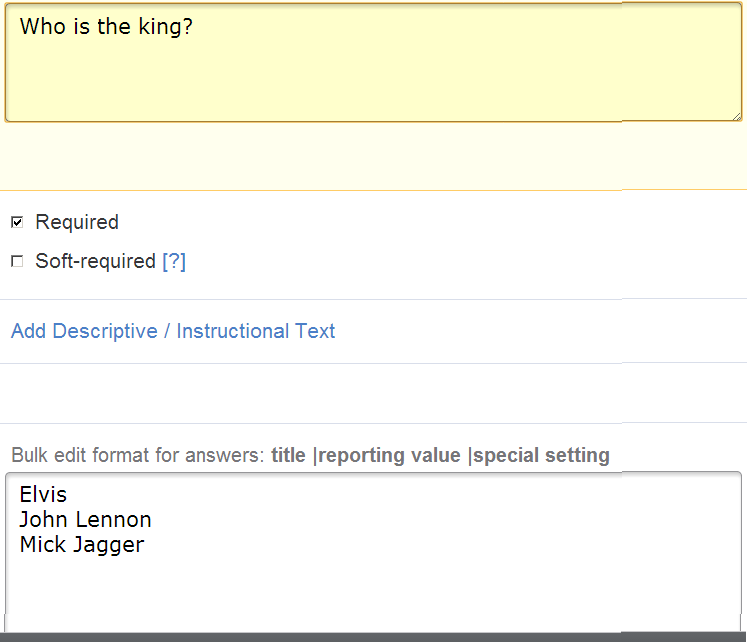 Who is the king?
Required
Soft-required [?]
Add Descriptive / Instructional Text
Bulk edit format for answers: title |reporting value |special setting
Elvis
John Lennon
Mick Jagger